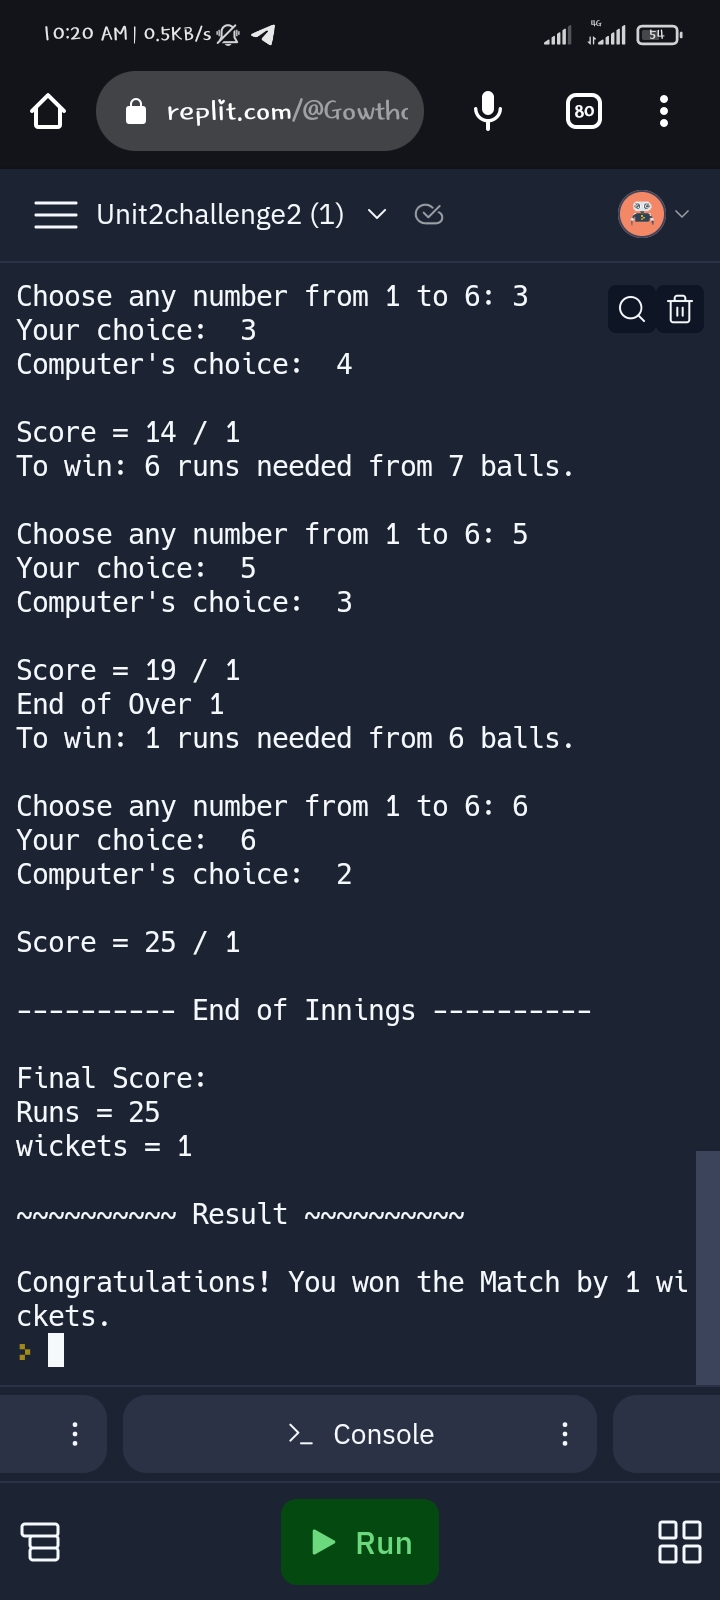 10:20 AM | 0.5KB/s
4G
54
replit.com/@Gowtho
80
Unit2challenge2 (1)
Choose any number from 1 to 6: 3
Your choice:  3
Computer's choice:  4
Score = 14 / 1
To win: 6 runs needed from 7 balls.
Choose any number from 1 to 6: 5
Your choice:  5
Computer's choice:  3
Score = 19 / 1
End of Over 1
To win: 1 runs needed from 6 balls.
Choose any number from 1 to 6: 6
Your choice:  6
Computer's choice:  2
Score = 25 / 1
---------- End of Innings ----------
Final Score:
Runs = 25
wickets = 1
~~~~~~~~~~ Result ~~~~~~~~~~
Congratulations! You won the Match by 1 wi
ckets.
Console
Run